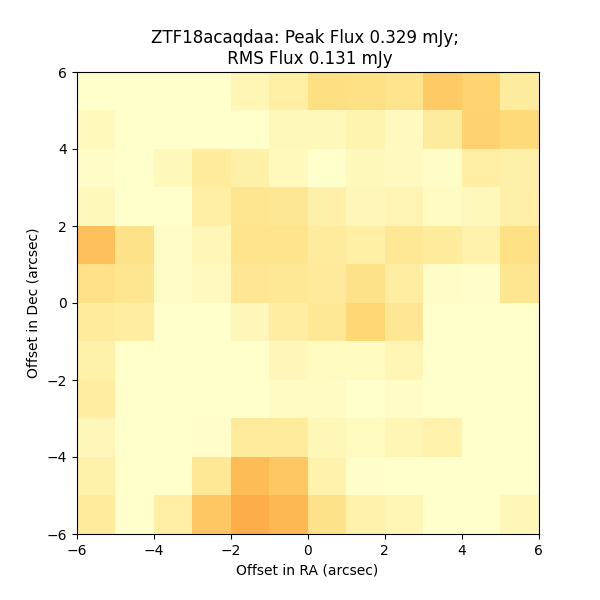 ZTF18acaqdaa: Peak Flux 0.329 mJy;
RMS Flux 0.131 mJy
6
4
2
0
−2
−4
−6
Offset in Dec (arcsec)
−6 −4 −2 0 2 4 6
Offset in RA (arcsec)